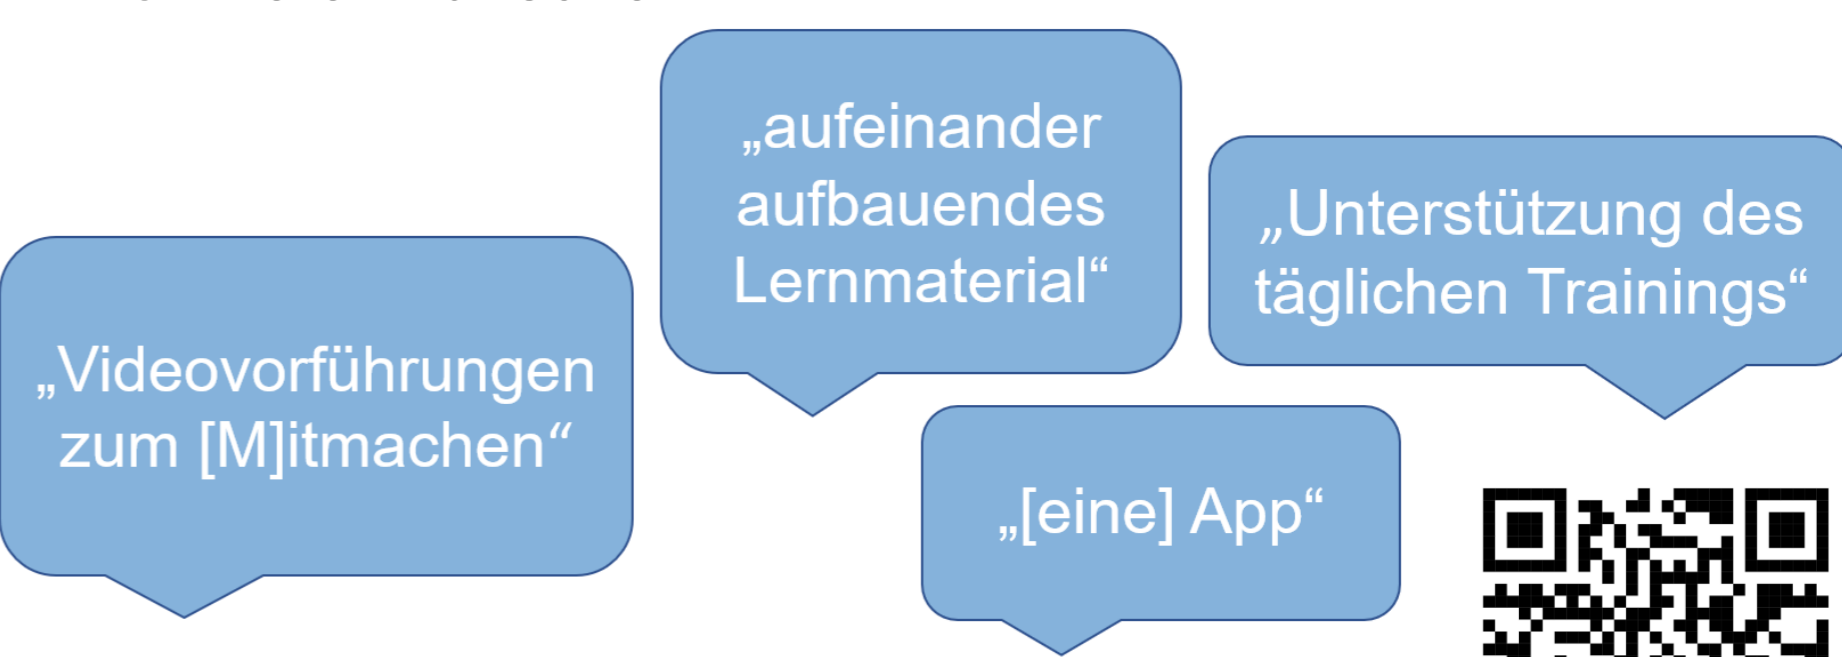 „Videovorführungen
zum [M]itmachen“
„aufeinander
aufbauendes
Lernmaterial“
„[eine] App“
„Unterstützung des
täglichen Trainings“